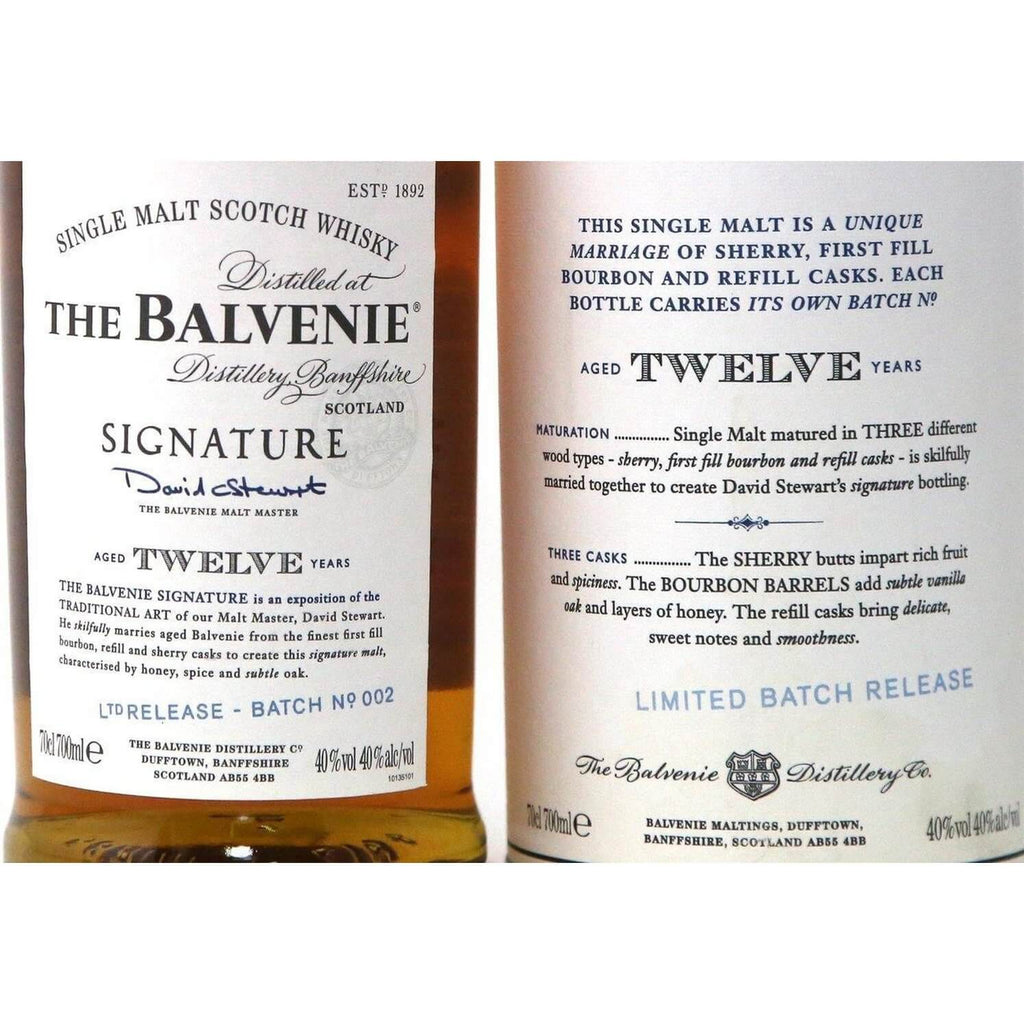 ESTD 1892
SINGLE MALT SCOTCH WHISKY
Distilled at
THE BALVENIE®
Distillery, Banffshire
SCOTLAND
SIGNATURE
David C Stewart
THE BALVENIE MALT MASTER
AGED TWELVE YEARS
THE BALVENIE SIGNATURE is an exposition of the
TRADITIONAL ART of our Malt Master, David Stewart.
He skilfully marries aged Balvenie from the finest first fill
bourbon, refill and sherry casks to create this signature malt,
characterised by honey, spice and subtle oak.
LTD RELEASE - BATCH Nº 002
70cl 700ml e
THE BALVENIE DISTILLERY Cº
DUFFTOWN, BANFFSHIRE
SCOTLAND AB55 4BB
40%vol 40%alc/vol
10135101
THIS SINGLE MALT IS A UNIQUE
MARRIAGE OF SHERRY, FIRST FILL
BOURBON AND REFILL CASKS. EACH
BOTTLE CARRIES ITS OWN BATCH Nº
AGED TWELVE YEARS
MATURATION ............... Single Malt matured in THREE different
wood types - sherry, first fill bourbon and refill casks - is skilfully
married together to create David Stewart's signature bottling.
THREE CASKS ............... The SHERRY butts impart rich fruit
and spiciness. The BOURBON BARRELS add subtle vanilla
oak and layers of honey. The refill casks bring delicate,
sweet notes and smoothness.
LIMITED BATCH RELEASE
The Balvenie Distillery Co.
70cl 700ml e
BALVENIE MALTINGS, DUFFTOWN,
BANFFSHIRE, SCOTLAND AB55 4BB
40%vol 40%alc/vol